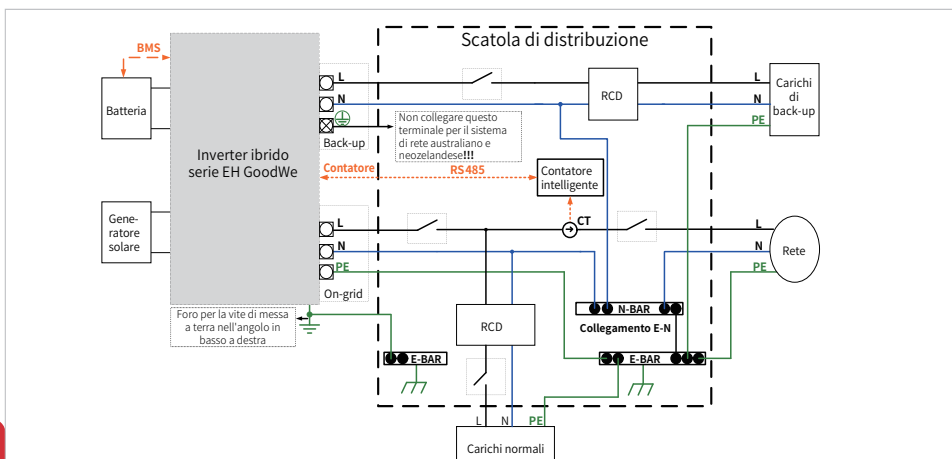 Scatola di distribuzione
BMS
Batteria
Inverter ibrido
serie EH GoodWe
L
N
Back-up
RCD
L
N
PE
Carichi
di
back-up
Non collegare questo
terminale per il sistema
di rete australiano e
neozelandese!!!
Contatore
RS485
Contatore
intelligente
Gene-
ratore
solare
L
N
PE
On-grid
CT
L
N
PE
Rete
Foro per la vite di messa
a terra nell'angolo in
basso a destra
RCD
N-BAR
Collegamento E-N
E-BAR
E-BAR
L
N
PE
Carichi normali